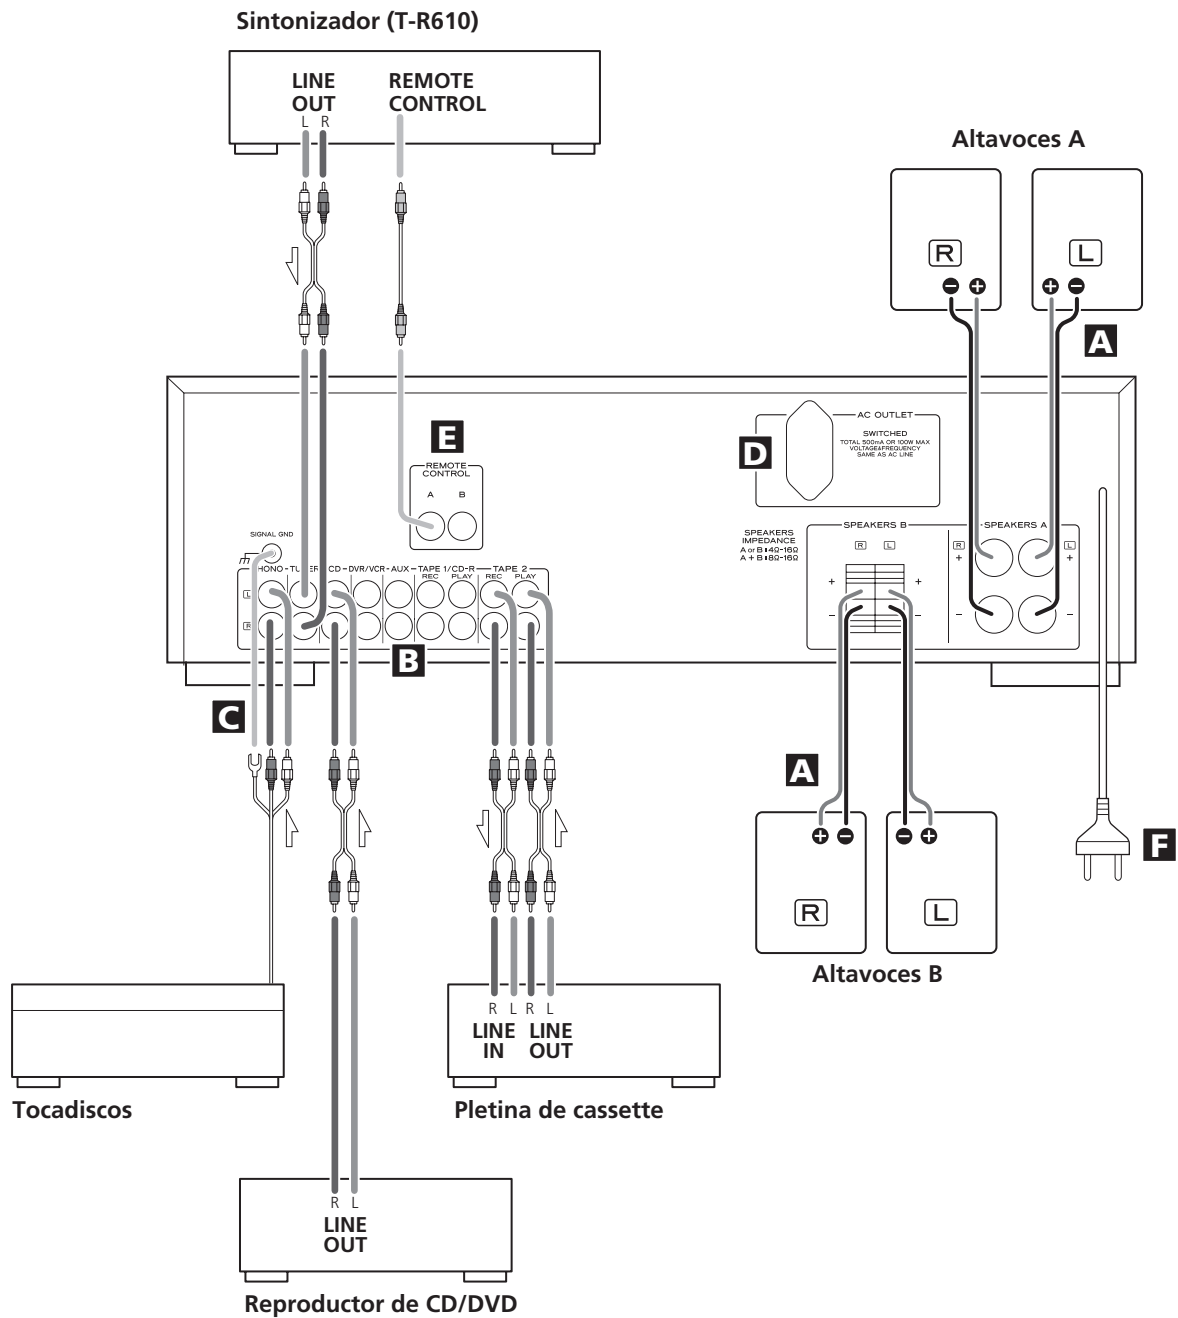 Sintonizador (T-R610)
LINE OUT
L R
REMOTE CONTROL
Altavoces A
R
L
A
E
REMOTE CONTROL
A B
D
AC OUTLET
SWITCHED
TOTAL 500mA OR 100W MAX
VOLTAGE&FREQUENCY
SAME AS AC LINE
SPEAKERS
IMPEDANCE
A or B : 4Ω-16Ω
A + B : 8Ω-16Ω
SPEAKERS B
R L
+ +
- -
SPEAKERS A
R L
+ +
- -
SIGNAL GND
PHONO TUNER CD DVR/VCR AUX TAPE 1/CD-R TAPE 2
REC PLAY REC PLAY
L
R
B
C
A
F
R
L
Altavoces B
R L R L
LINE IN
LINE OUT
Tocadiscos
Pletina de cassette
R L
LINE OUT
Reproductor de CD/DVD